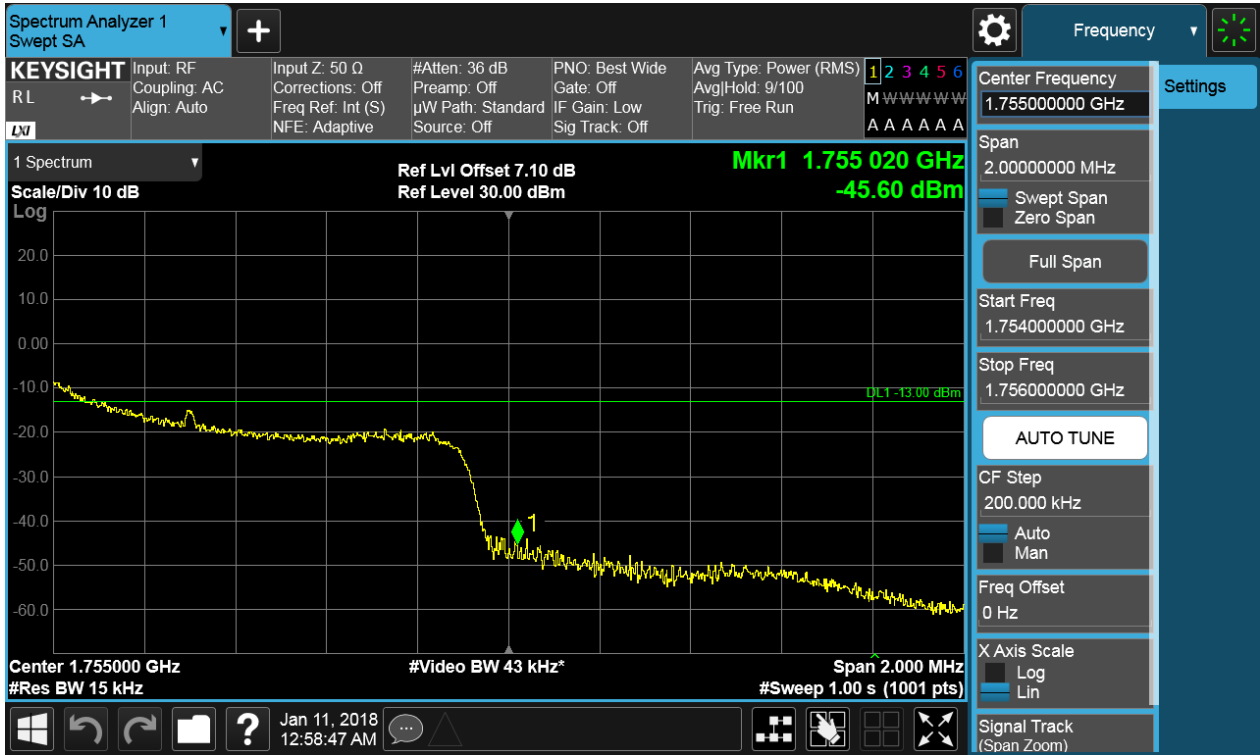 Spectrum Analyzer 1
Swept SA
+
Frequency
KEYSIGHT
R L
LXI
Input: RF
Coupling: AC
Align: Auto
Input Z: 50 Ω
Corrections: Off
Freq Ref: Int (S)
NFE: Adaptive
#Atten: 36 dB
Preamp: Off
µW Path: Standard
Source: Off
PNO: Best Wide
Gate: Off
IF Gain: Low
Sig Track: Off
Avg Type: Power (RMS)
Avg|Hold: 9/100
Trig: Free Run
1 2 3 4 5 6
M W W W W W
A A A A A A
1 Spectrum
Scale/Div 10 dB
Log
Ref Lvl Offset 7.10 dB
Ref Level 30.00 dBm
Mkr1 1.755 020 GHz
-45.60 dBm
20.0
10.0
0.00
-10.0
DL1 -13.00 dBm
-20.0
-30.0
-40.0
1
-50.0
-60.0
Center 1.755000 GHz
#Res BW 15 kHz
#Video BW 43 kHz*
Span 2.000 MHz
#Sweep 1.00 s (1001 pts)
Center Frequency
1.755000000 GHz
Span
2.00000000 MHz
Swept Span
Zero Span
Full Span
Start Freq
1.754000000 GHz
Stop Freq
1.756000000 GHz
AUTO TUNE
CF Step
200.000 kHz
Auto
Man
Freq Offset
0 Hz
X Axis Scale
Log
Lin
Signal Track
(Span Zoom)
Settings
?
Jan 11, 2018
12:58:47 AM